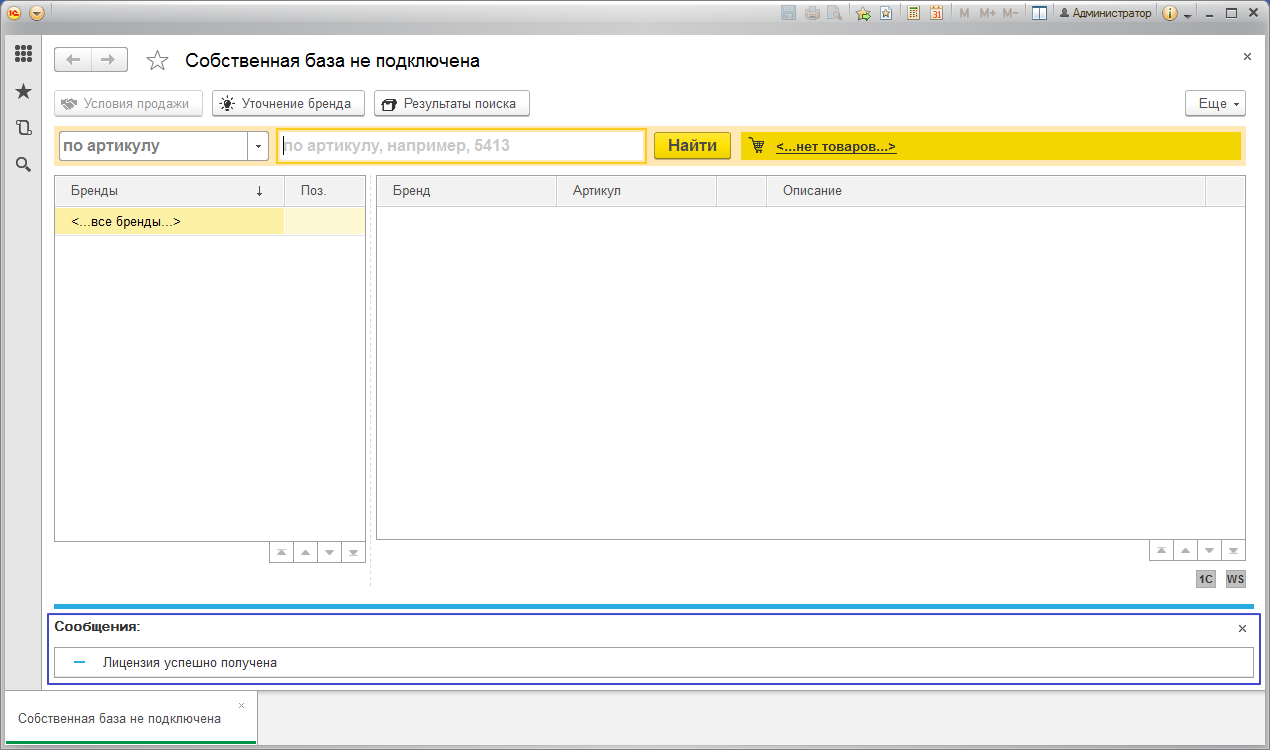 1С 31 M M+ M- Администратор i
Собственная база не подключена
Условия продажи Уточнение бренда Результаты поиска Еще
по артикулу по артикулу, например, 5413 Найти <...нет товаров...>
Бренды ↓ Поз. Бренд Артикул Описание
<...все бренды...>
1C WS
Сообщения:
Лицензия успешно получена
Собственная база не подключена